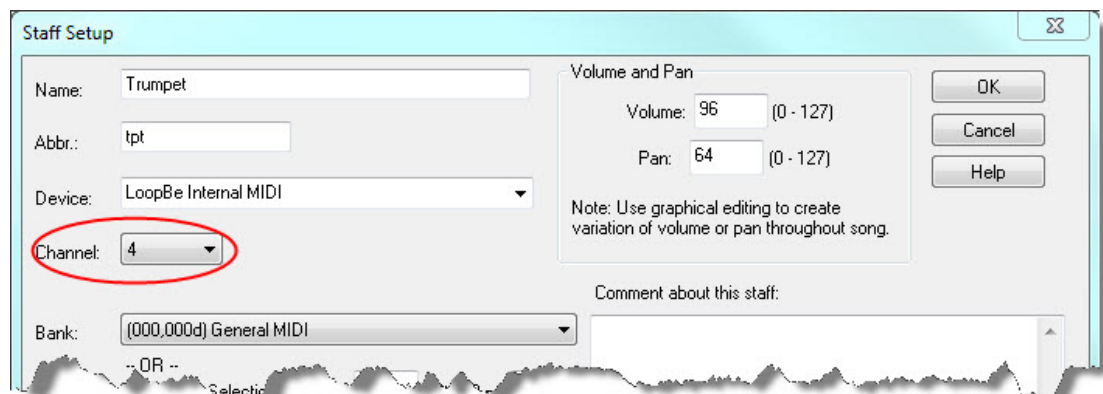 Staff Setup
Name: Trumpet
Abbr.: tpt
Device: LoopBe Internal MIDI
Channel: 4
Bank: (000,000d) General MIDI
-- OR --
Volume and Pan
Volume: 96 (0 - 127)
Pan: 64 (0 - 127)
Note: Use graphical editing to create
variation of volume or pan throughout song.
Comment about this staff:
OK
Cancel
Help